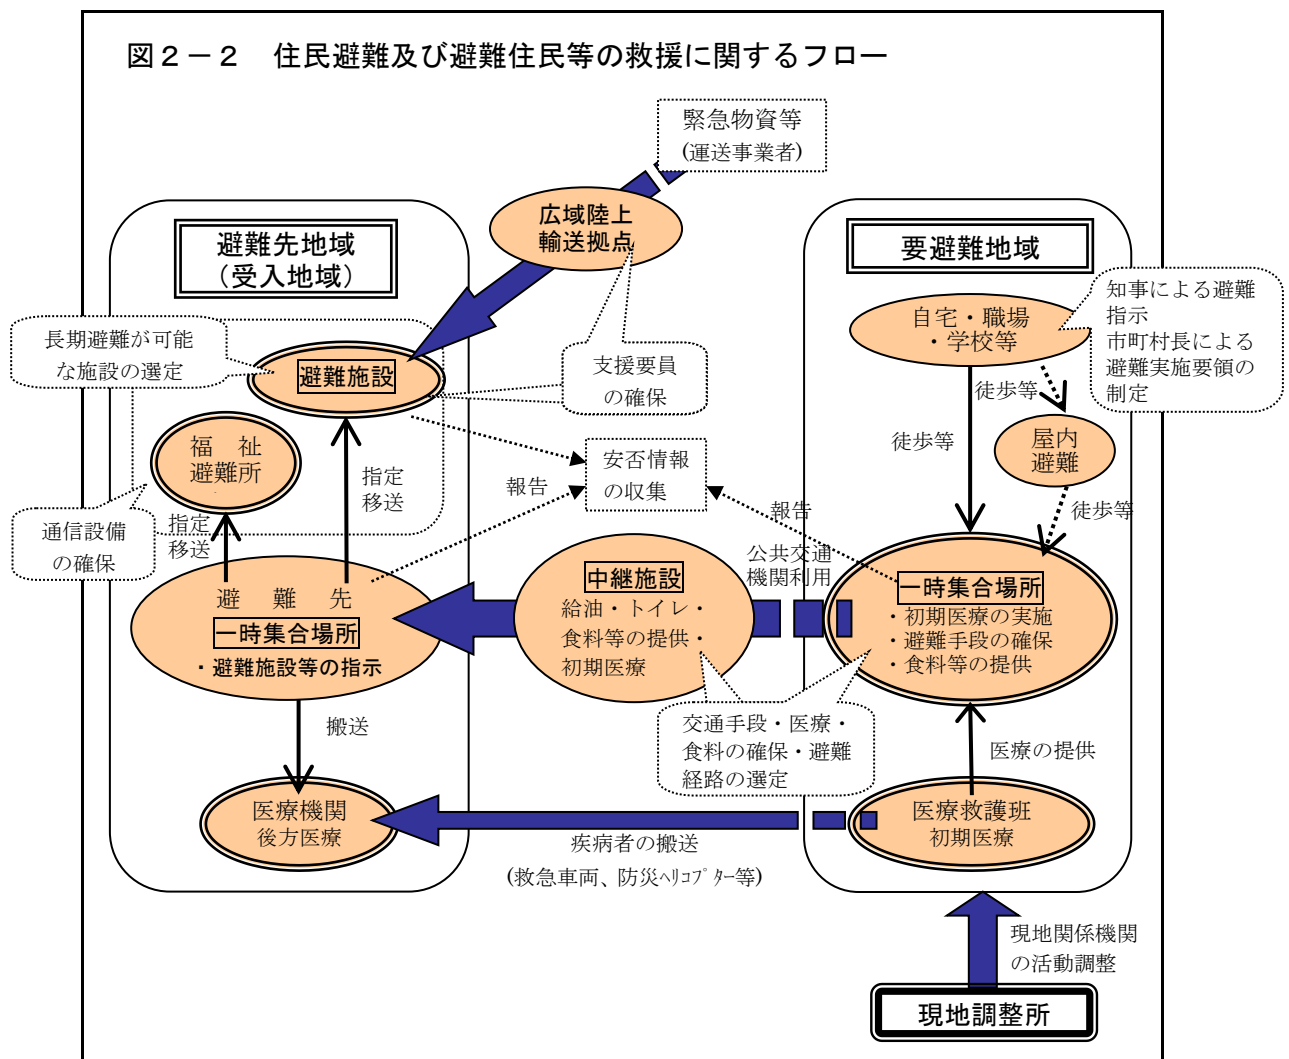 図２－２　住民避難及び避難住民等の救援に関するフロー
緊急物資等
(運送事業者)
広域陸上
輸送拠点
避難先地域
（受入地域）
要避難地域
長期避難が可能
な施設の選定
避難施設
支援要員
の確保
自宅・職場
・学校等
知事による避難
指示
市町村長による
避難実施要領の
制定
徒歩等
徒歩等
屋内
避難
徒歩等
福　祉
避難所
指定
移送
安否情報
の収集
報告
報告
通信設備
の確保
指定
移送
公共交通
機関利用
避　難　先
一時集合場所
・避難施設等の指示
中継施設
給油・トイレ・
食料等の提供・
初期医療
一時集合場所
・初期医療の実施
・避難手段の確保
・食料等の提供
交通手段・医療・
食料の確保・避難
経路の選定
搬送
医療の提供
医療機関
後方医療
医療救護班
初期医療
疾病者の搬送
(救急車両、防災ﾍﾘｺﾌﾟﾀｰ等)
現地関係機関
の活動調整
現地調整所